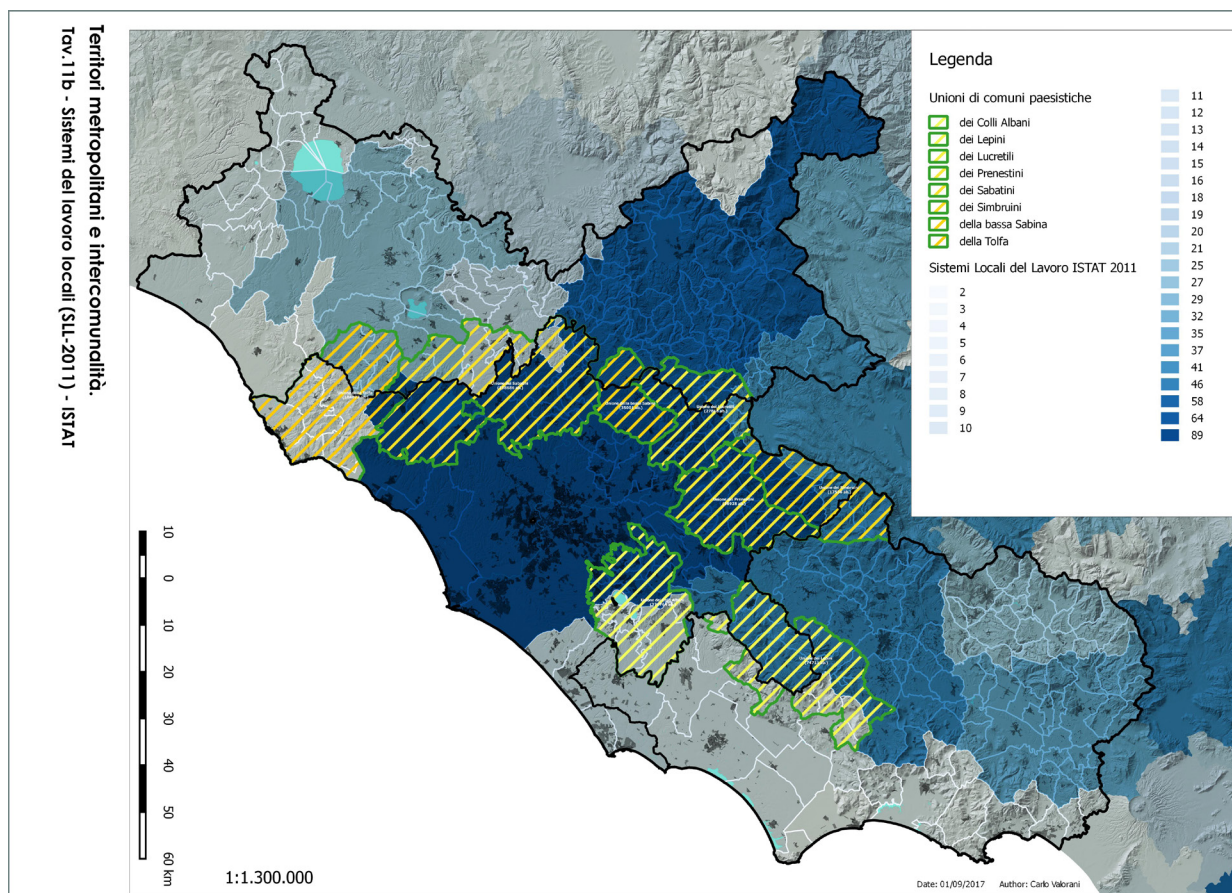 Territori metropolitani e intercomunalità.
Tav.11b - Sistemi del lavoro locali (SLL-2011) - ISTAT
Legenda
Unioni di comuni paesistiche
dei Colli Albani
dei Lepini
dei Lucretili
dei Prenestini
dei Sabatini
dei Simbruini
della bassa Sabina
della Tolfa
Sistemi Locali del Lavoro ISTAT 2011
2
3
4
5
6
7
8
9
10
11
12
13
14
15
16
18
19
20
21
25
27
29
32
35
37
41
46
58
64
89
10
0
10
20
30
40
50
60 km
1:1.300.000
Date: 01/09/2017 Author: Carlo Valorani